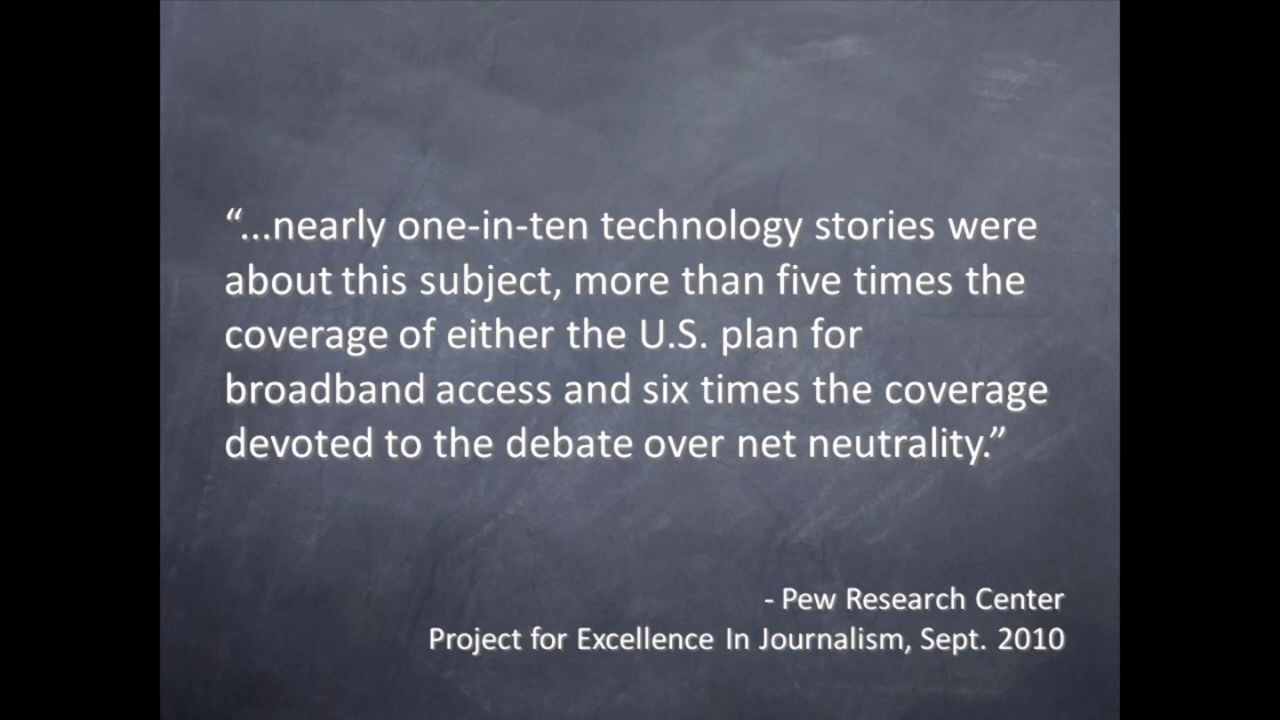 “...nearly one-in-ten technology stories were
about this subject, more than five times the
coverage of either the U.S. plan for
broadband access and six times the coverage
devoted to the debate over net neutrality.”
- Pew Research Center
Project for Excellence In Journalism, Sept. 2010